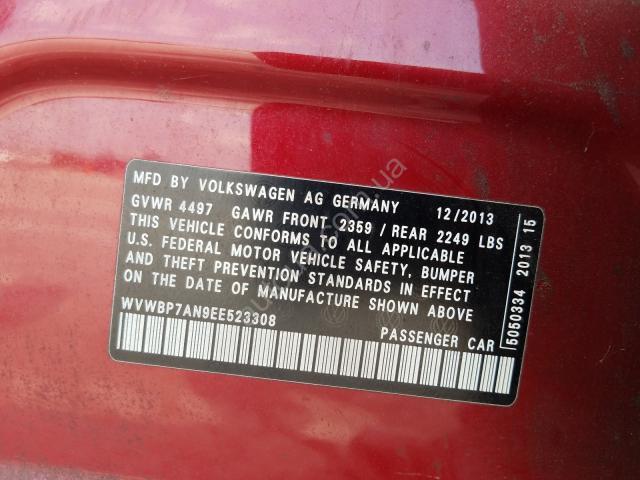 MFD BY VOLKSWAGEN AG GERMANY 12/2013
GVWR 4497 GAWR FRONT 2359 / REAR 2249 LBS
THIS VEHICLE CONFORMS TO ALL APPLICABLE
U.S. FEDERAL MOTOR VEHICLE SAFETY, BUMPER
AND THEFT PREVENTION STANDARDS IN EFFECT
ON THE DATE OF MANUFACTURE SHOWN ABOVE
WVWBP7AN9EE523308
PASSENGER CAR
5050334 2013 15